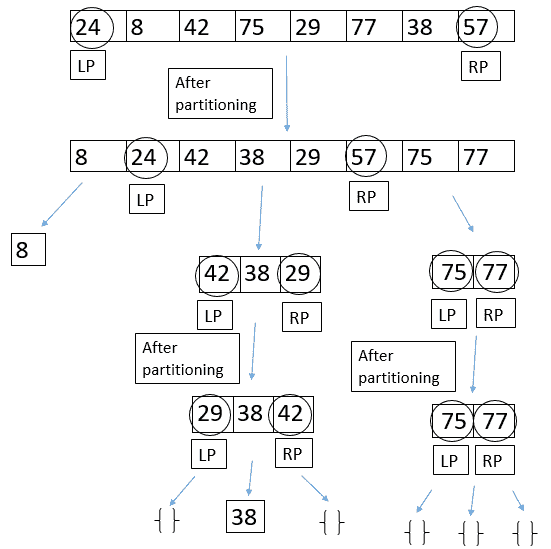 24 8 42 75 29 77 38 57
LP RP
After
partitioning
8 24 42 38 29 57 75 77
LP RP
8
42 38 29
75 77
LP RP
LP RP
After
partitioning
After
partitioning
29 38 42
75 77
LP RP
LP RP
{ } 38 { }
{ } { } { }